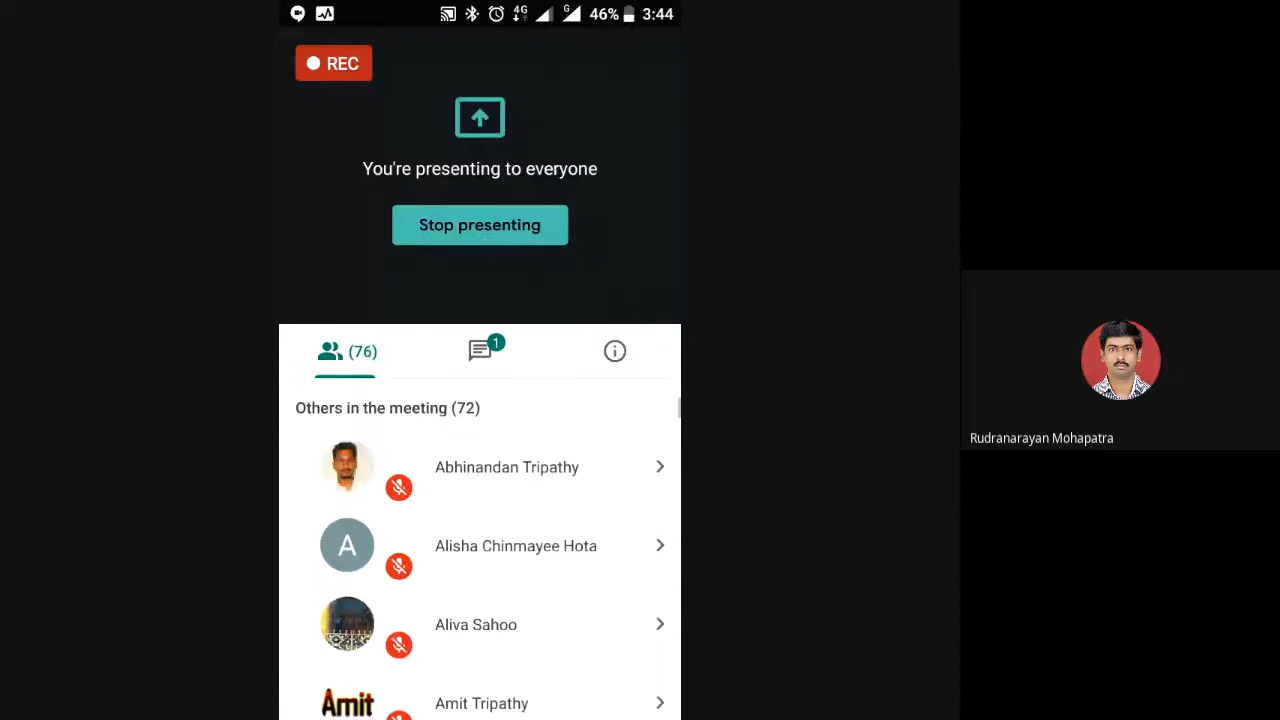 4G G 46% 3:44
REC
You're presenting to everyone
Stop presenting
(76) 1
Others in the meeting (72)
Abhinandan Tripathy
A Alisha Chinmayee Hota
Aliva Sahoo
Amit Amit Tripathy
Rudranarayan Mohapatra